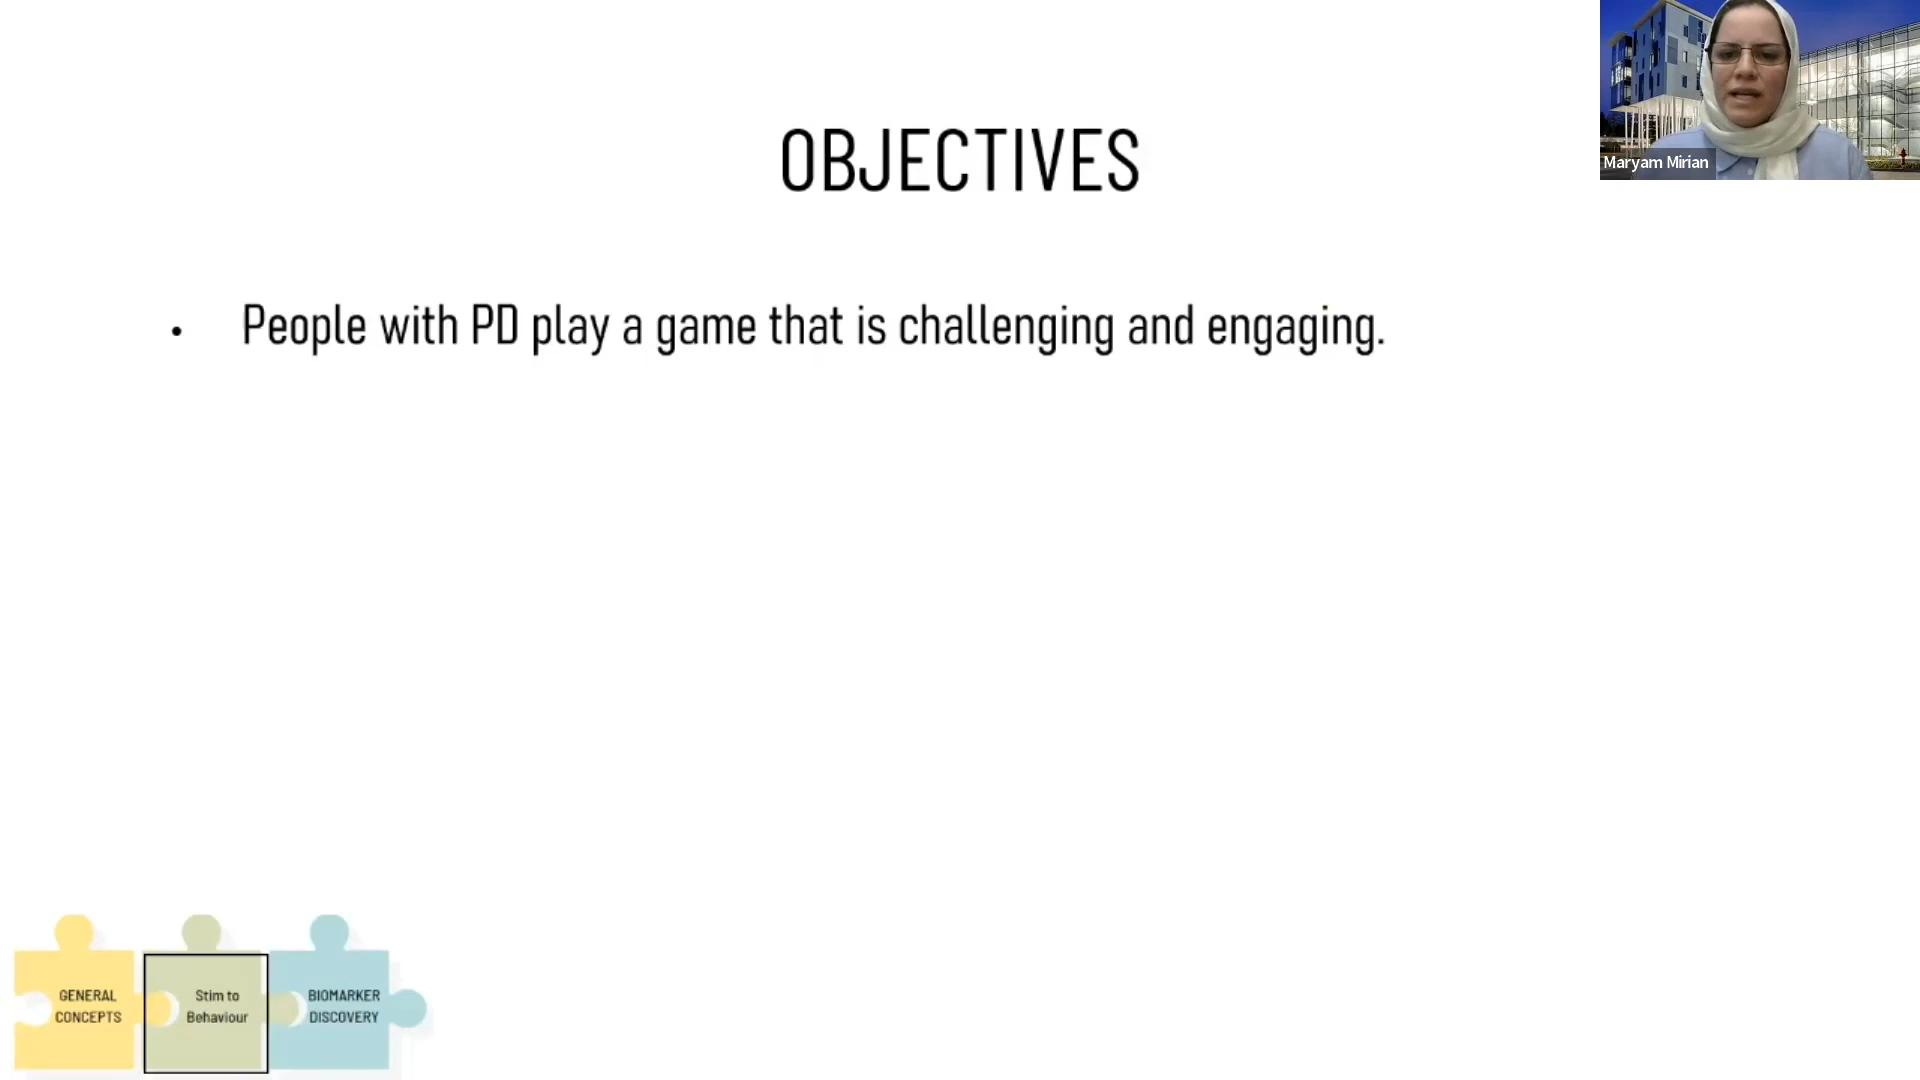 OBJECTIVES
• People with PD play a game that is challenging and engaging.
Maryam Mirian
GENERAL
CONCEPTS
Stim to
Behaviour
BIOMARKER
DISCOVERY